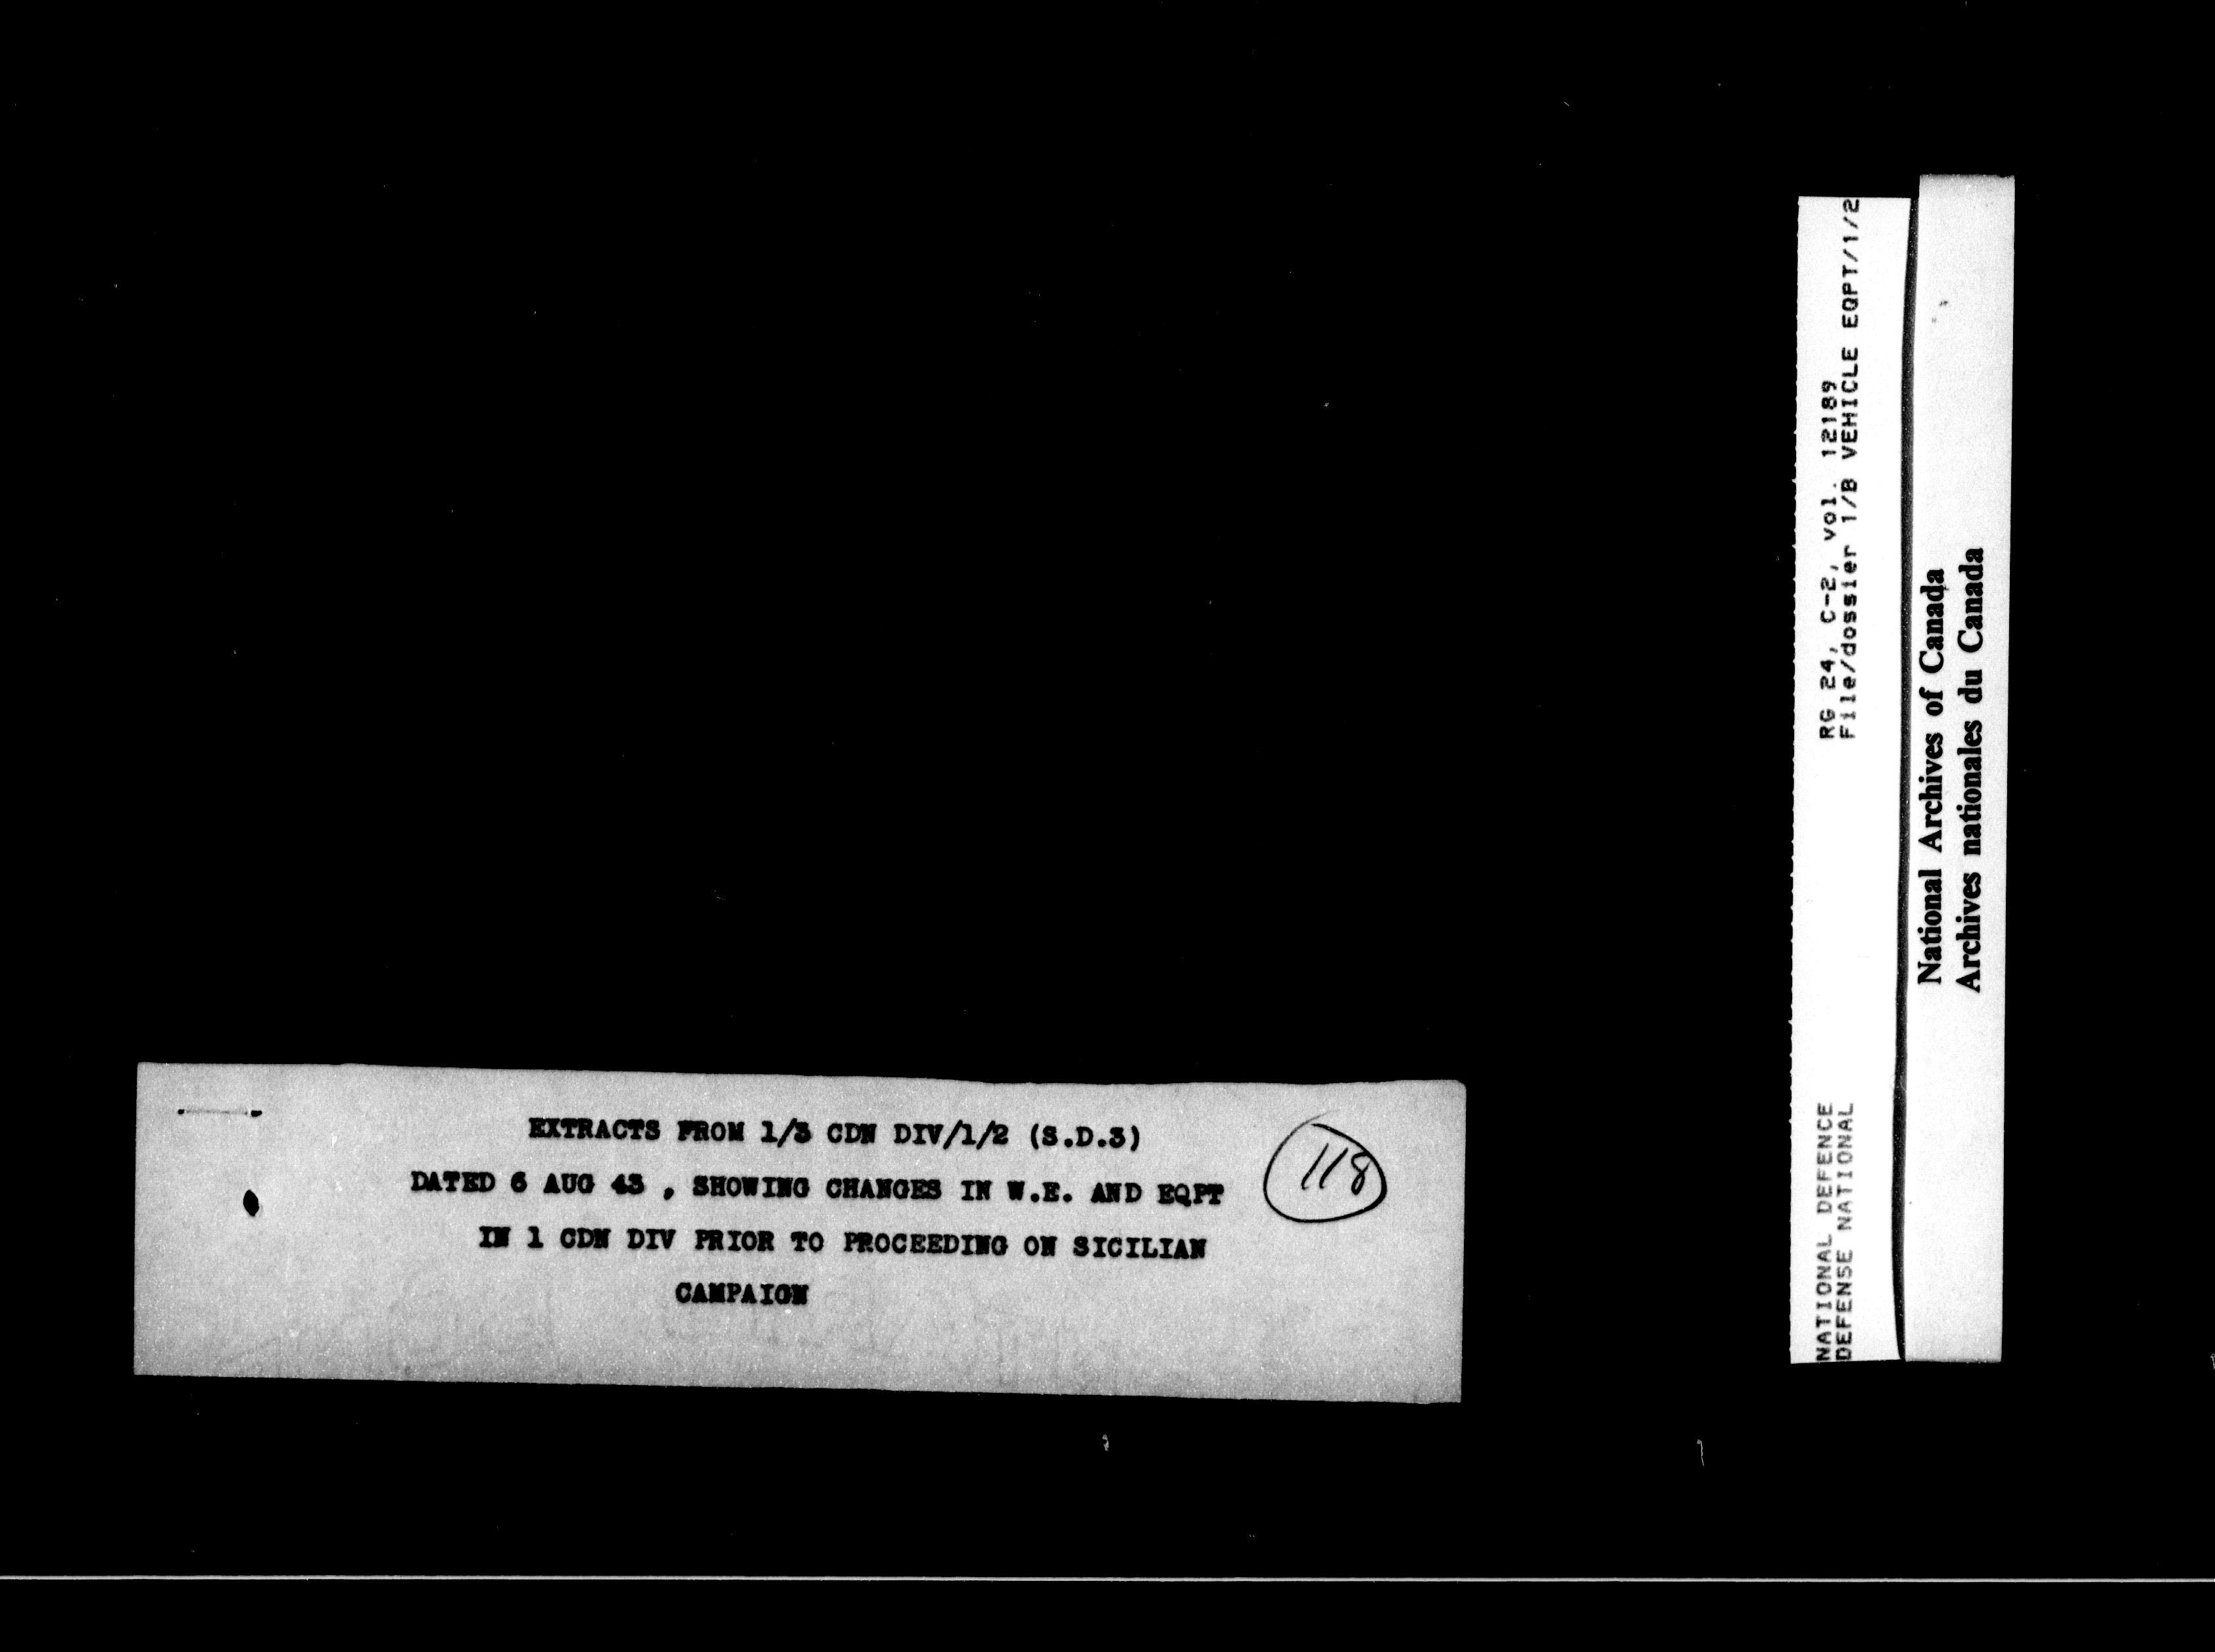 EXTRACTS FROM 1/3 CDN DIV/1/2 (S.D.3)
DATED 6 AUG 43 , SHOWING CHANGES IN W.E. AND EQPT
IN 1 CDN DIV PRIOR TO PROCEEDING ON SICILIAN
CAMPAIGN
118
RG 24, C-2, vol. 12189
File/dossier 1/B VEHICLE EQPT/1/2
NATIONAL DEFENCE
DEFENSE NATIONAL
National Archives of Canada
Archives nationales du Canada